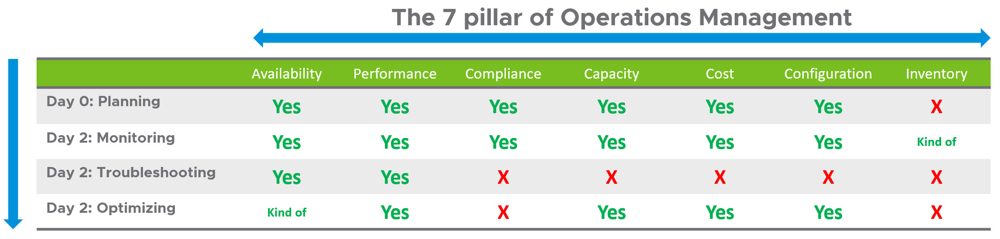 The 7 pillar of Operations Management
Availability Performance Compliance Capacity Cost Configuration Inventory
Day 0: Planning Yes Yes Yes Yes Yes Yes X
Day 2: Monitoring Yes Yes Yes Yes Yes Yes Kind of
Day 2: Troubleshooting Yes Yes X X X X X
Day 2: Optimizing Kind of Yes X Yes Yes Yes X